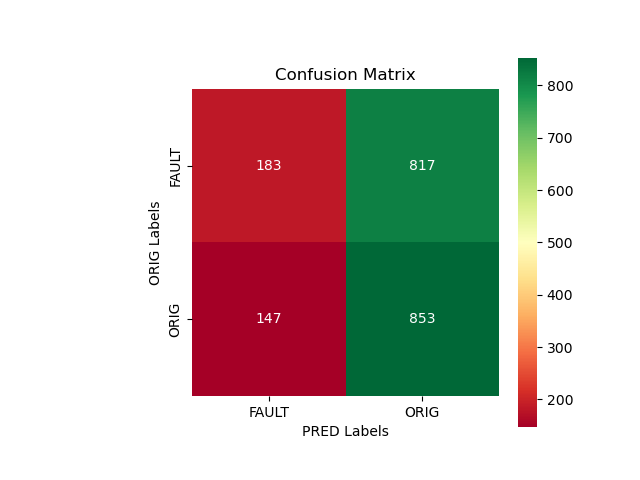 Confusion Matrix
800
700
600
500
400
300
200
ORIG Labels
FAULT
ORIG
183
817
147
853
FAULT
ORIG
PRED Labels